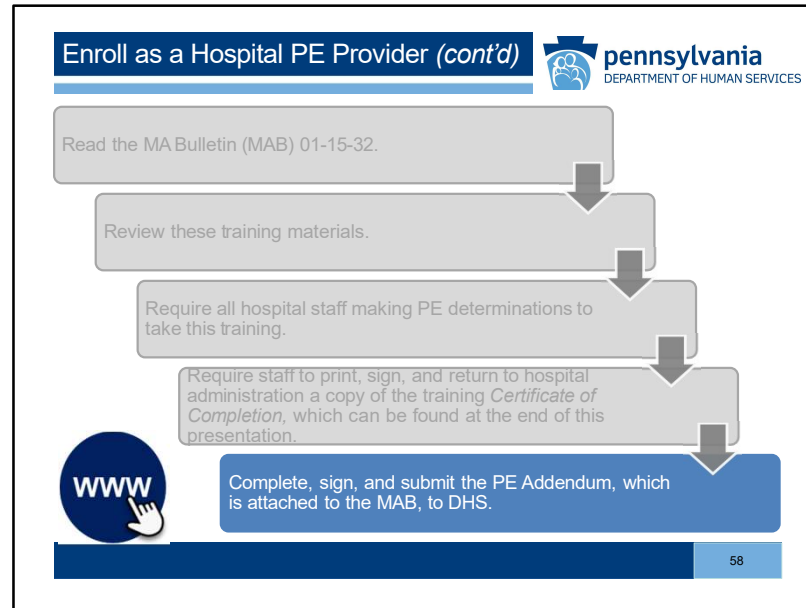 Enroll as a Hospital PE Provider (cont'd)
pennsylvania
DEPARTMENT OF HUMAN SERVICES
Read the MA Bulletin (MAB) 01-15-32.
Review these training materials.
Require all hospital staff making PE determinations to
take this training.
Require staff to print, sign, and return to hospital
administration a copy of the training Certificate of
Completion, which can be found at the end of this
presentation.
www
Complete, sign, and submit the PE Addendum, which
is attached to the MAB, to DHS.
58